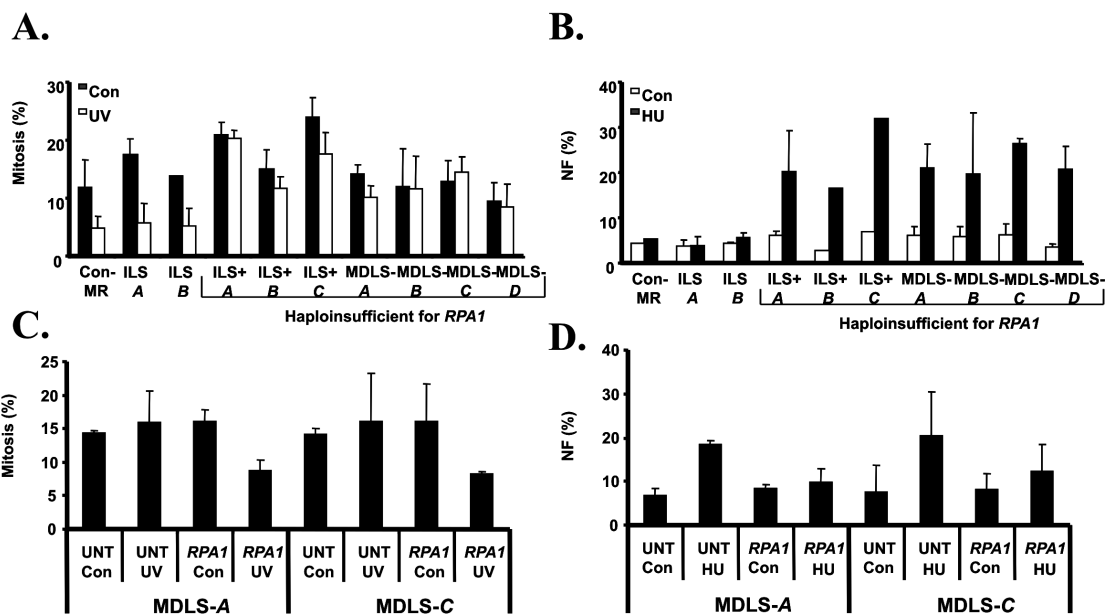 A.
Mitosis (%)
30
20
10
0
Con
UV
Con- ILS ILS ILS+ ILS+ ILS+ MDLS-MDLS-MDLS-MDLS-
MR A B A B C A B C D
Haploinsufficient for RPA1
B.
NF (%)
40
30
20
10
0
Con
HU
Con- ILS ILS ILS+ ILS+ ILS+ MDLS-MDLS-MDLS-MDLS-
MR A B A B C A B C D
Haploinsufficient for RPA1
C.
Mitosis (%)
25
20
15
10
5
0
UNT UNT RPA1 RPA1 UNT UNT RPA1 RPA1
Con UV Con UV Con UV Con UV
MDLS-A MDLS-C
D.
NF (%)
40
30
20
10
0
UNT UNT RPA1 RPA1 UNT UNT RPA1 RPA1
Con HU Con HU Con HU Con HU
MDLS-A MDLS-C